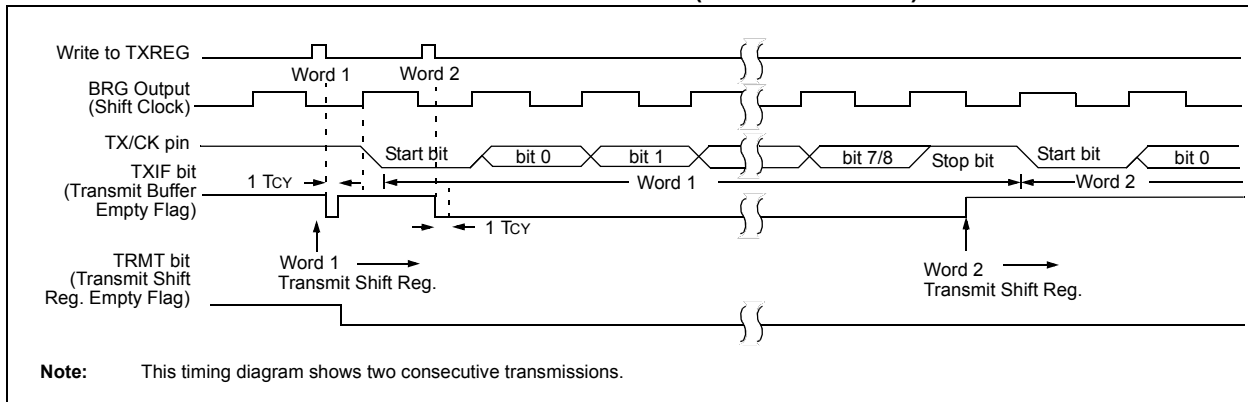 Write to TXREG
Word 1
Word 2
BRG Output
(Shift Clock)
TX/CK pin
Start bit
bit 0
bit 1
bit 7/8
Stop bit
Start bit
bit 0
TXIF bit
(Transmit Buffer
Empty Flag)
1 TCY
Word 1
Word 2
1 TCY
Word 1
Transmit Shift Reg.
Word 2
Transmit Shift Reg.
TRMT bit
(Transmit Shift
Reg. Empty Flag)
Note: This timing diagram shows two consecutive transmissions.